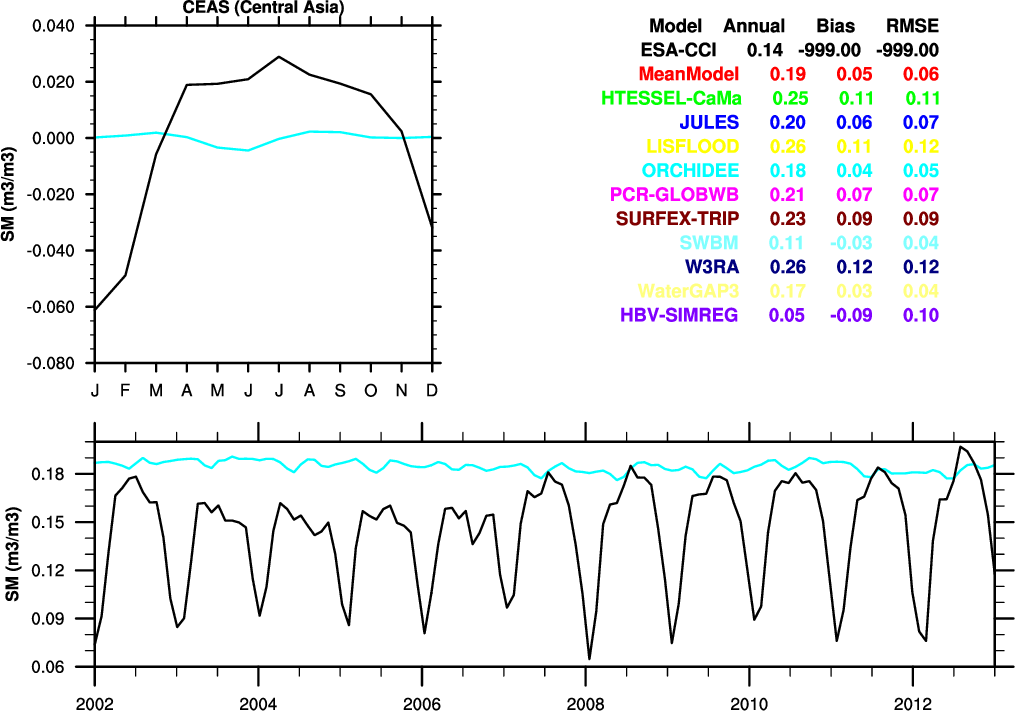 CEAS (Central Asia)
0.040
0.020
0.000
-0.020
-0.040
-0.060
-0.080
SM (m3/m3)
J F M A M J J A S O N D
Model Annual Bias RMSE
ESA-CCI 0.14 -999.00 -999.00
MeanModel 0.19 0.05 0.06
HTESSEL-CaMa 0.25 0.11 0.11
JULES 0.20 0.06 0.07
LISFLOOD 0.26 0.11 0.12
ORCHIDEE 0.18 0.04 0.05
PCR-GLOBWB 0.21 0.07 0.07
SURFEX-TRIP 0.23 0.09 0.09
SWBM 0.11 -0.03 0.04
W3RA 0.26 0.12 0.12
WaterGAP3 0.17 0.03 0.04
HBV-SIMREG 0.05 -0.09 0.10
0.18
0.15
0.12
0.09
0.06
SM (m3/m3)
2002 2004 2006 2008 2010 2012